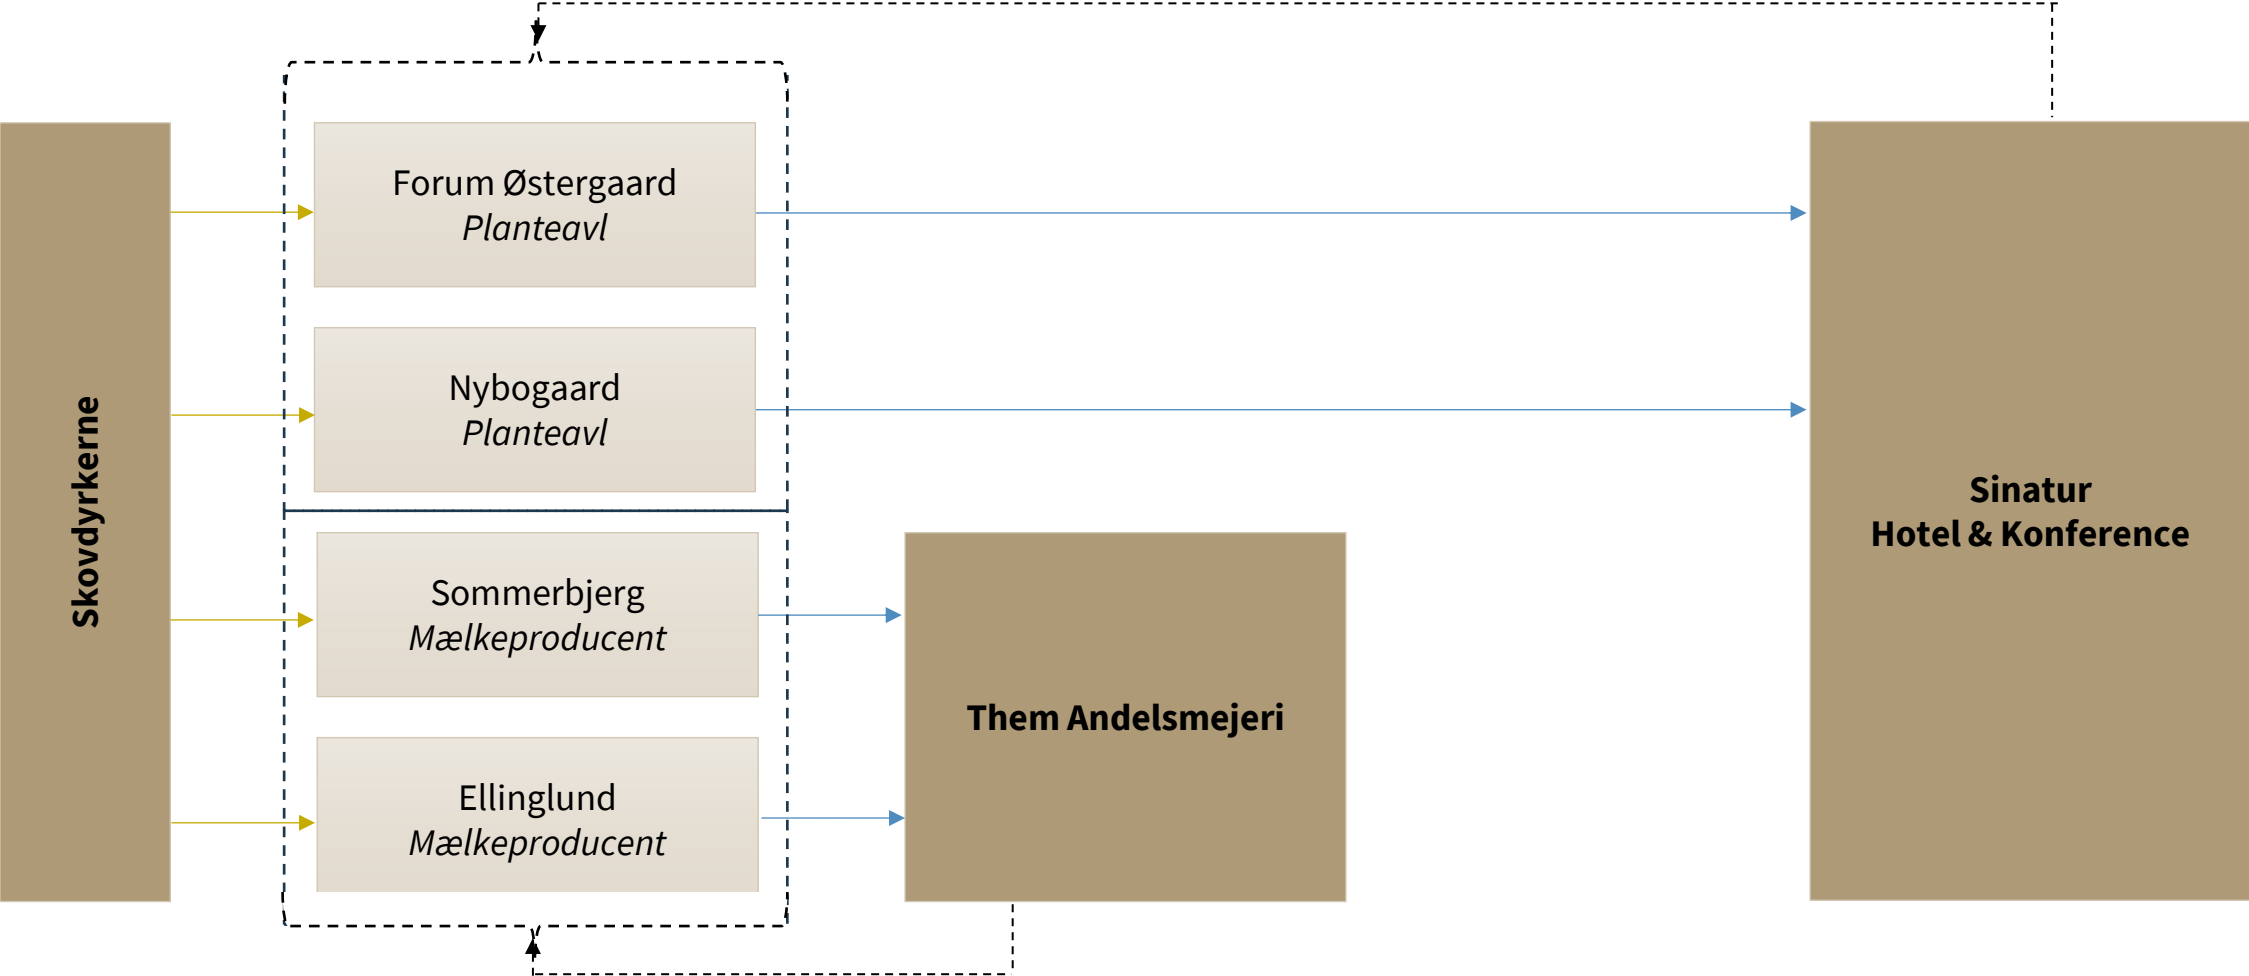 Skovdyrkerne
Forum Østergaard
Planteavl
Nybogaard
Planteavl
Sommerbjerg
Mælkeproducent
Ellinglund
Mælkeproducent
Them Andelsmejeri
Sinatur
Hotel & Konference